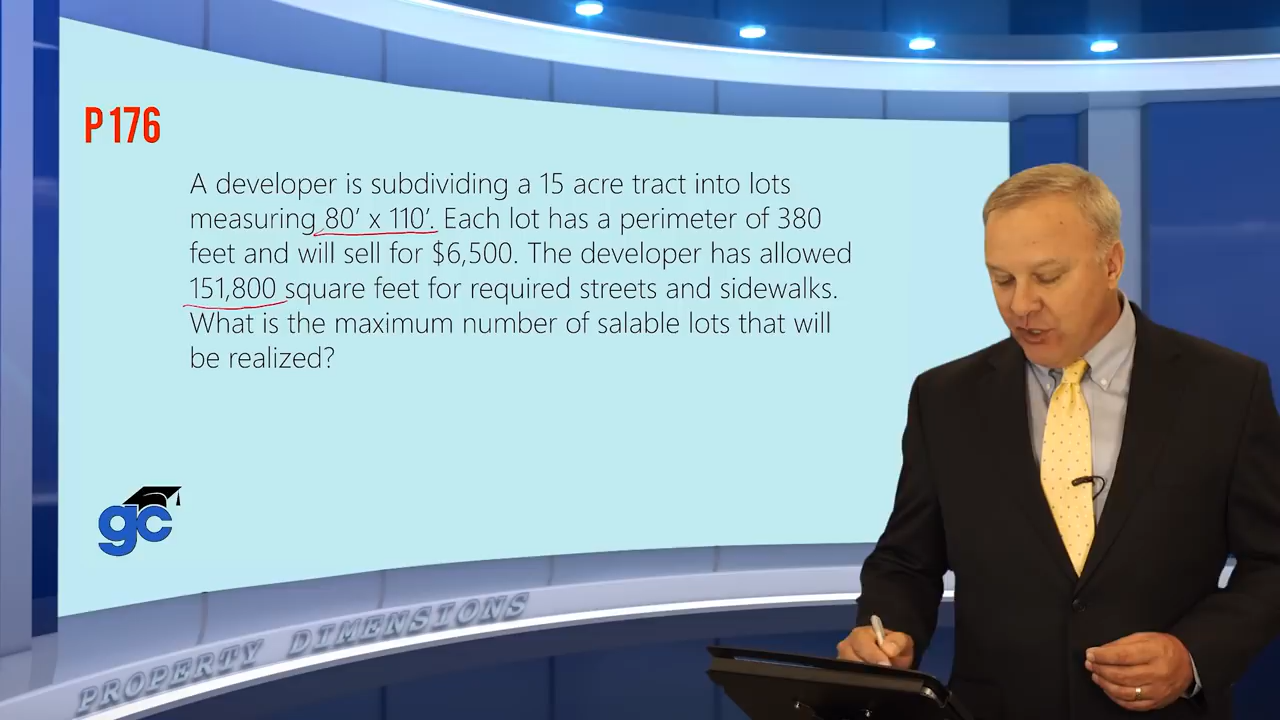 P 176
A developer is subdividing a 15 acre tract into lots
measuring 80’ x 110’. Each lot has a perimeter of 380
feet and will sell for $6,500. The developer has allowed
151,800 square feet for required streets and sidewalks.
What is the maximum number of salable lots that will
be realized?
gc
PROPERTY DIMENSIONS